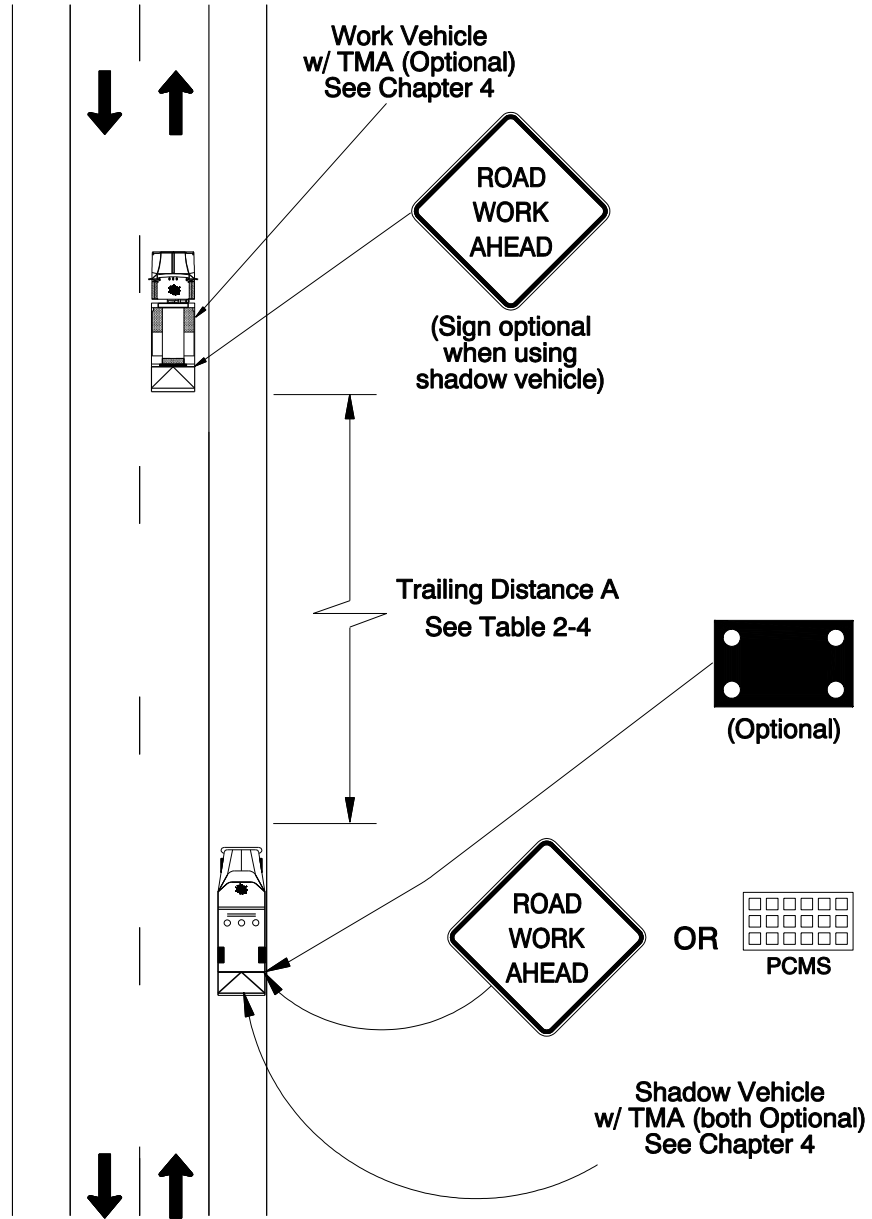 Work Vehicle
w/ TMA (Optional)
See Chapter 4
ROAD
WORK
AHEAD
(Sign optional
when using
shadow vehicle)
Trailing Distance A
See Table 2-4
(Optional)
ROAD
WORK
AHEAD
OR
PCMS
Shadow Vehicle
w/ TMA (both Optional)
See Chapter 4